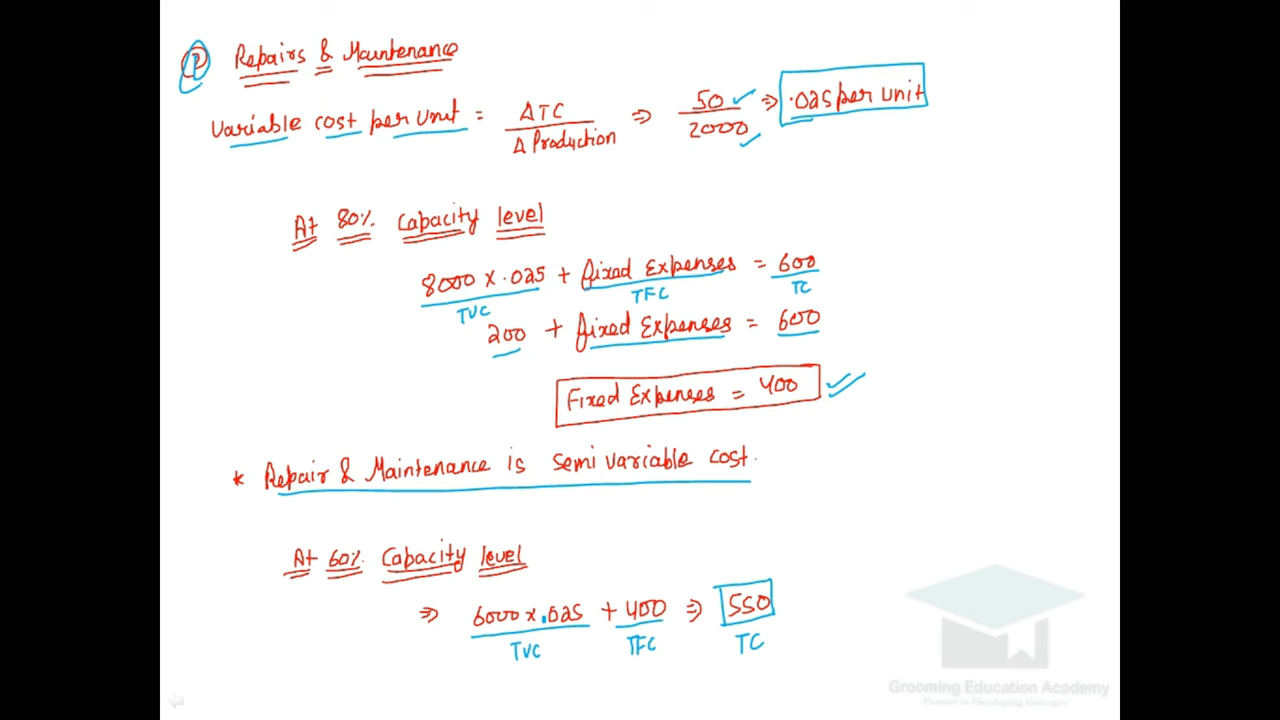 ① Repairs & Maintenance
Variable cost per unit = ΔTC / Δ Production ⇒ 50 / 2000 ⇒ .025 per unit
At 80% Capacity level
8000 x .025 + fixed Expenses = 600
TVC TFC TC
200 + fixed Expenses = 600
Fixed Expenses = 400
* Repair & Maintenance is semi variable cost.
At 60% Capacity level
⇒ 6000 x .025 + 400 ⇒ 550
TVC TFC TC
Grooming Education Academy